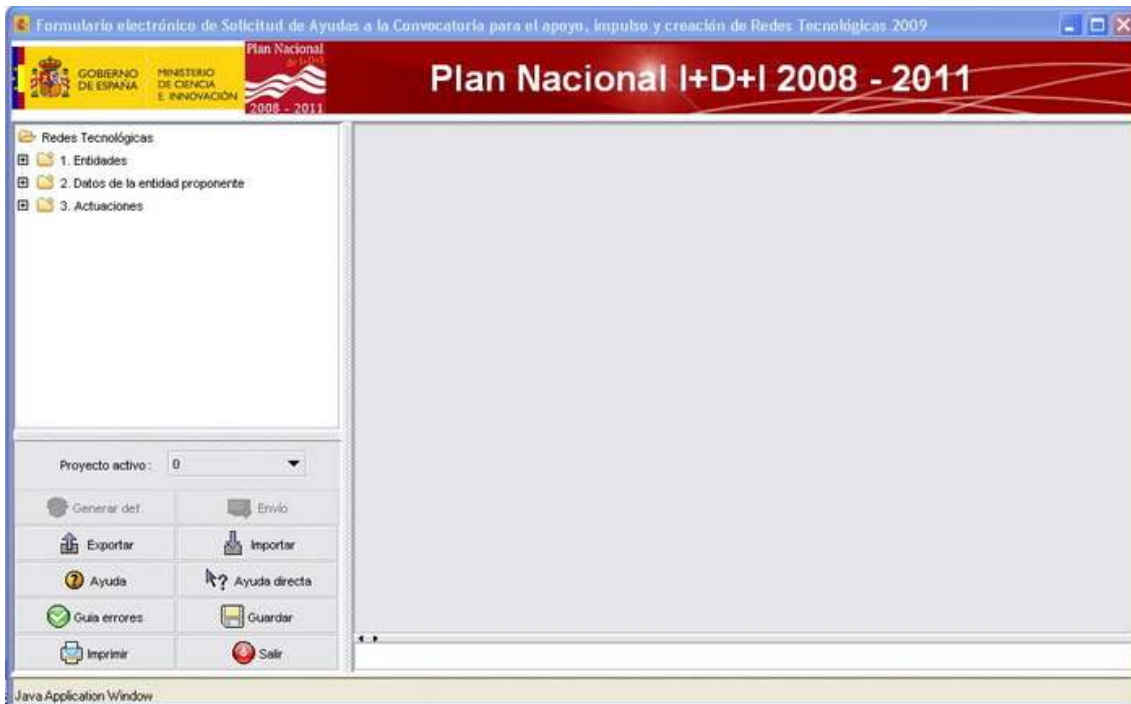 Formulario electrónico de Solicitud de Ayudas a la Convocatoria para el apoyo, impulso y creación de Redes Tecnológicas 2009
GOBIERNO
DE ESPAÑA
MINISTERIO
DE CIENCIA
E INNOVACIÓN
Plan Nacional
de I+D+I
2008 - 2011
Plan Nacional I+D+I 2008 - 2011
Redes Tecnológicas
1. Entidades
2. Datos de la entidad proponente
3. Actuaciones
Proyecto activo : 0
Generar def. Envío
Exportar Importar
Ayuda Ayuda directa
Guía errores Guardar
Imprimir Salir
Java Application Window